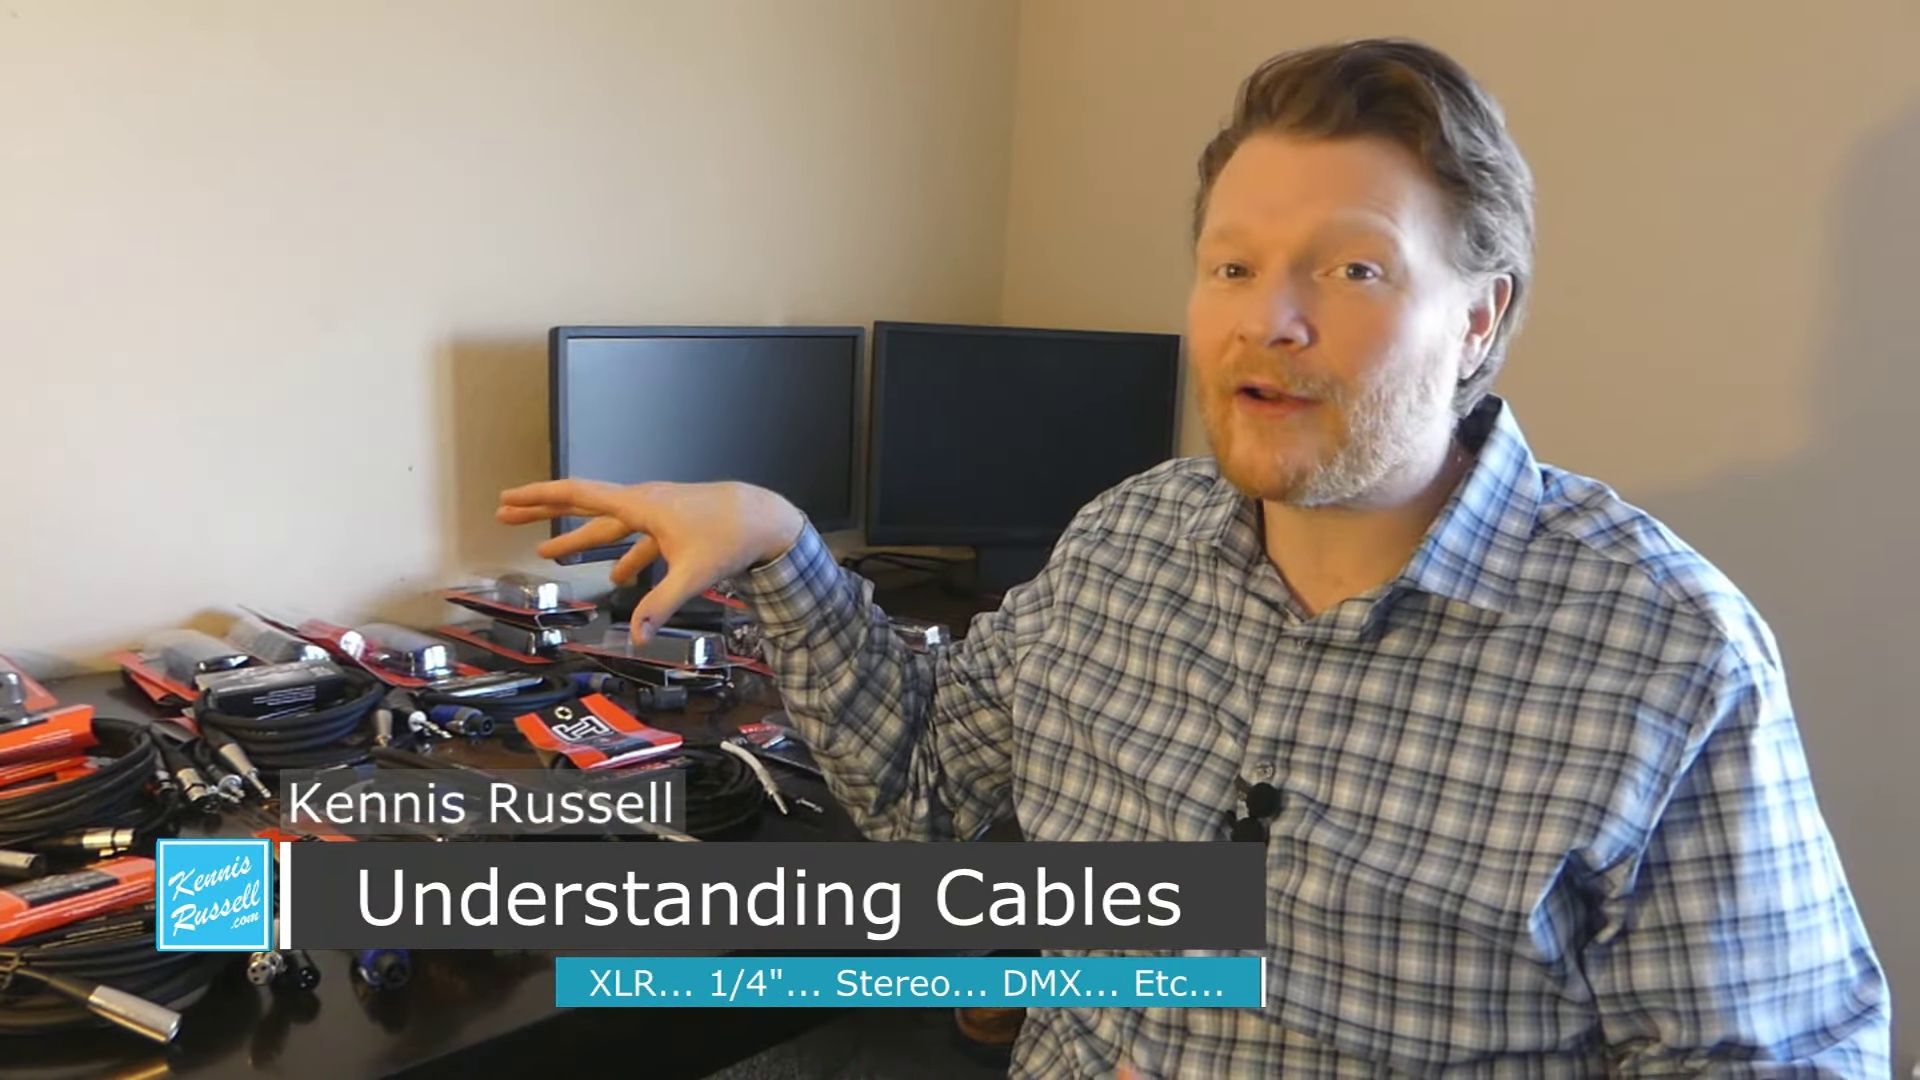 Kennis Russell
Kennis
Russell
.com
Understanding Cables
XLR... 1/4"... Stereo... DMX... Etc...